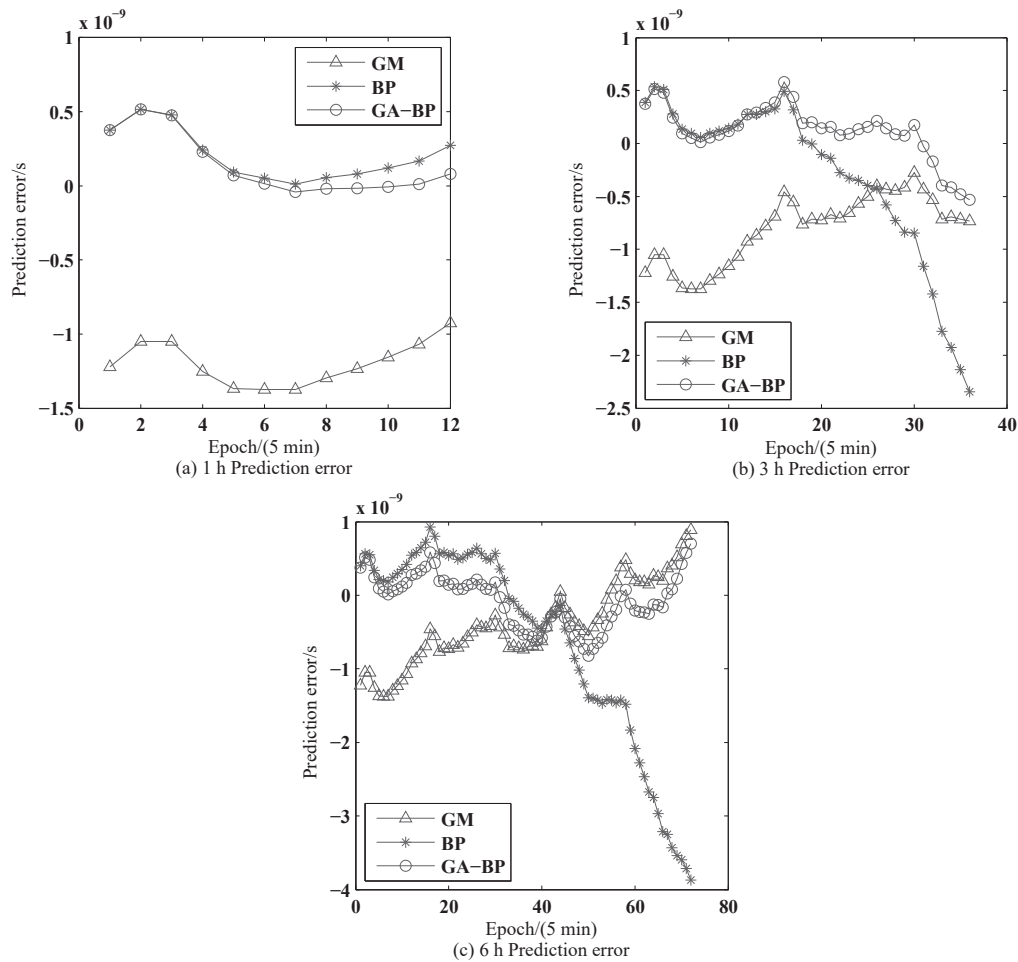 x 10⁻⁹
1
0.5
0
−0.5
−1
−1.5
Prediction error/s
GM
BP
GA−BP
0 2 4 6 8 10 12
Epoch/(5 min)
(a) 1 h Prediction error
x 10⁻⁹
1
0.5
0
−0.5
−1
−1.5
−2
−2.5
Prediction error/s
GM
BP
GA−BP
0 10 20 30 40
Epoch/(5 min)
(b) 3 h Prediction error
x 10⁻⁹
1
0
−1
−2
−3
−4
Prediction error/s
GM
BP
GA−BP
0 20 40 60 80
Epoch/(5 min)
(c) 6 h Prediction error